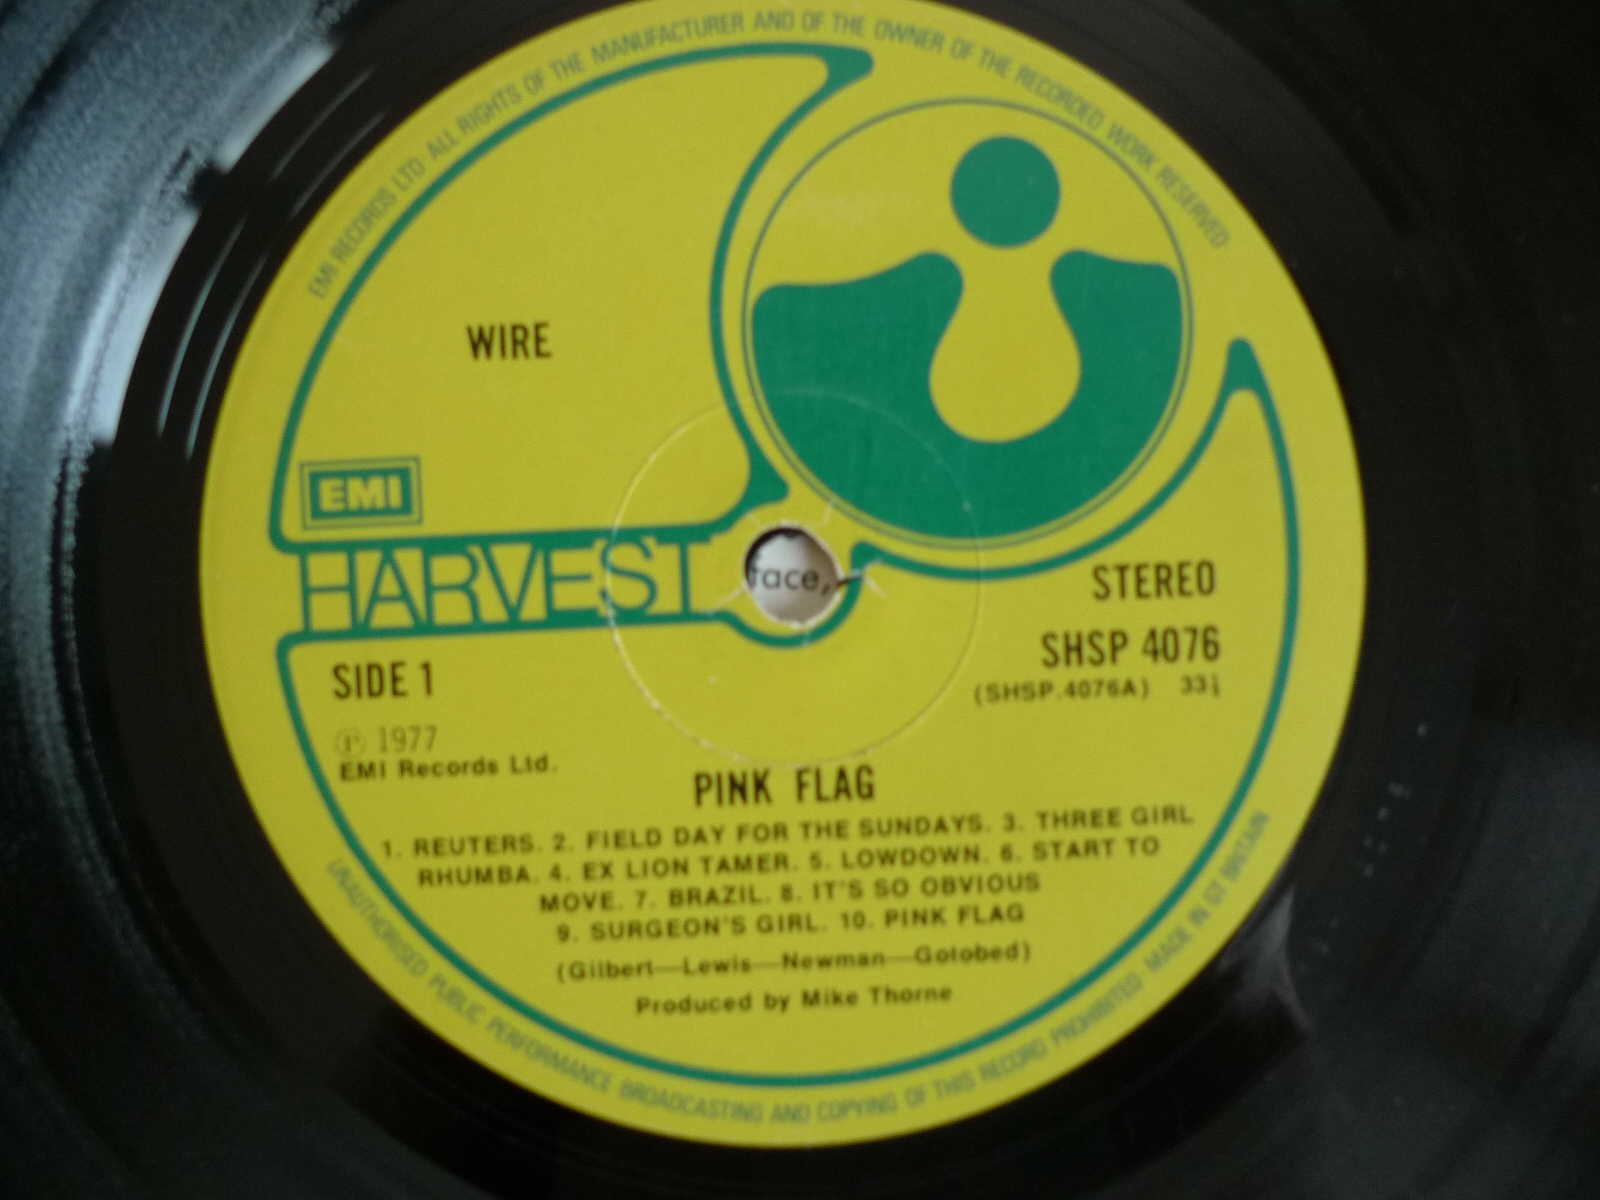 EMI RECORDS LTD· ALL RIGHTS OF THE MANUFACTURER AND OF THE OWNER OF THE RECORDED WORK RESERVED
WIRE
EMI
HARVEST
face,
STEREO
SHSP 4076
(SHSP.4076A) 33⅓
SIDE 1
Ⓟ 1977
EMI Records Ltd.
PINK FLAG
1. REUTERS. 2. FIELD DAY FOR THE SUNDAYS. 3. THREE GIRL
RHUMBA. 4. EX LION TAMER. 5. LOWDOWN. 6. START TO
MOVE. 7. BRAZIL. 8. IT'S SO OBVIOUS
9. SURGEON'S GIRL. 10. PINK FLAG
(Gilbert—Lewis—Newman—Gotobed)
Produced by Mike Thorne
UNAUTHORISED PUBLIC PERFORMANCE BROADCASTING AND COPYING OF THIS RECORD PROHIBITED· MADE IN GT BRITAIN